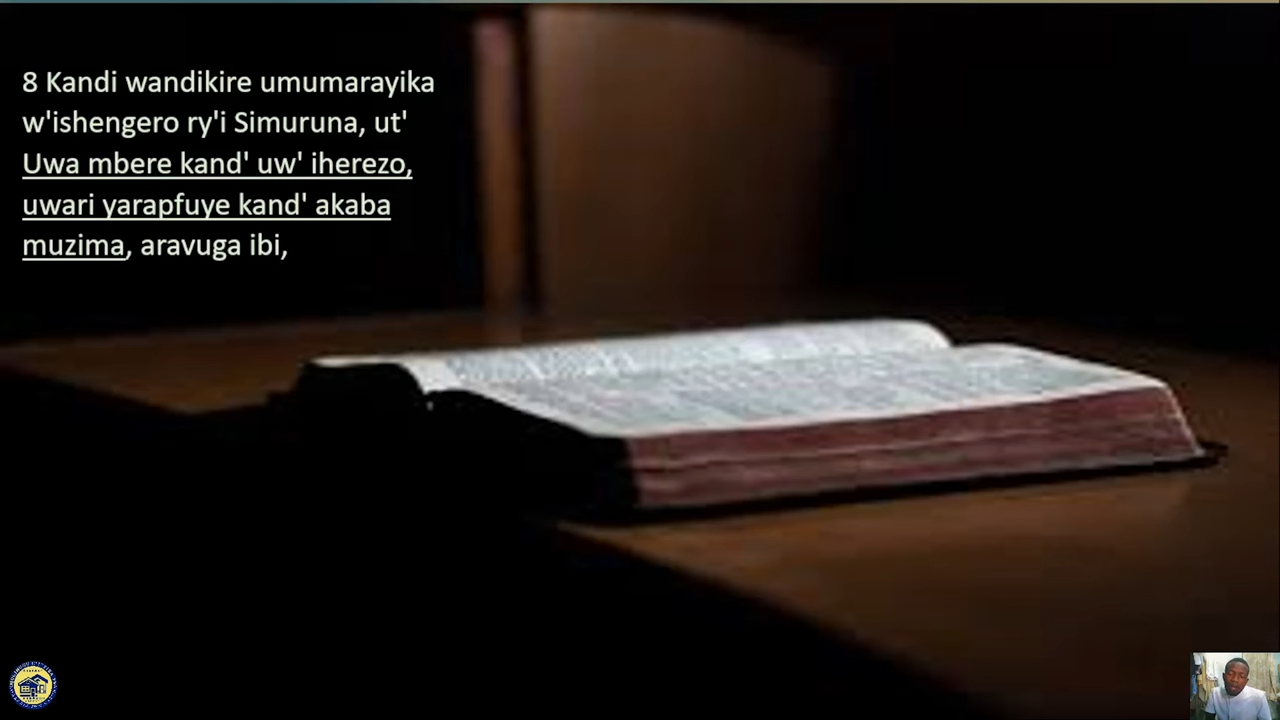 8 Kandi wandikire umumarayika
w'ishengero ry'i Simuruna, ut'
Uwa mbere kand' uw' iherezo,
uwari yarapfuye kand' akaba
muzima, aravuga ibi,